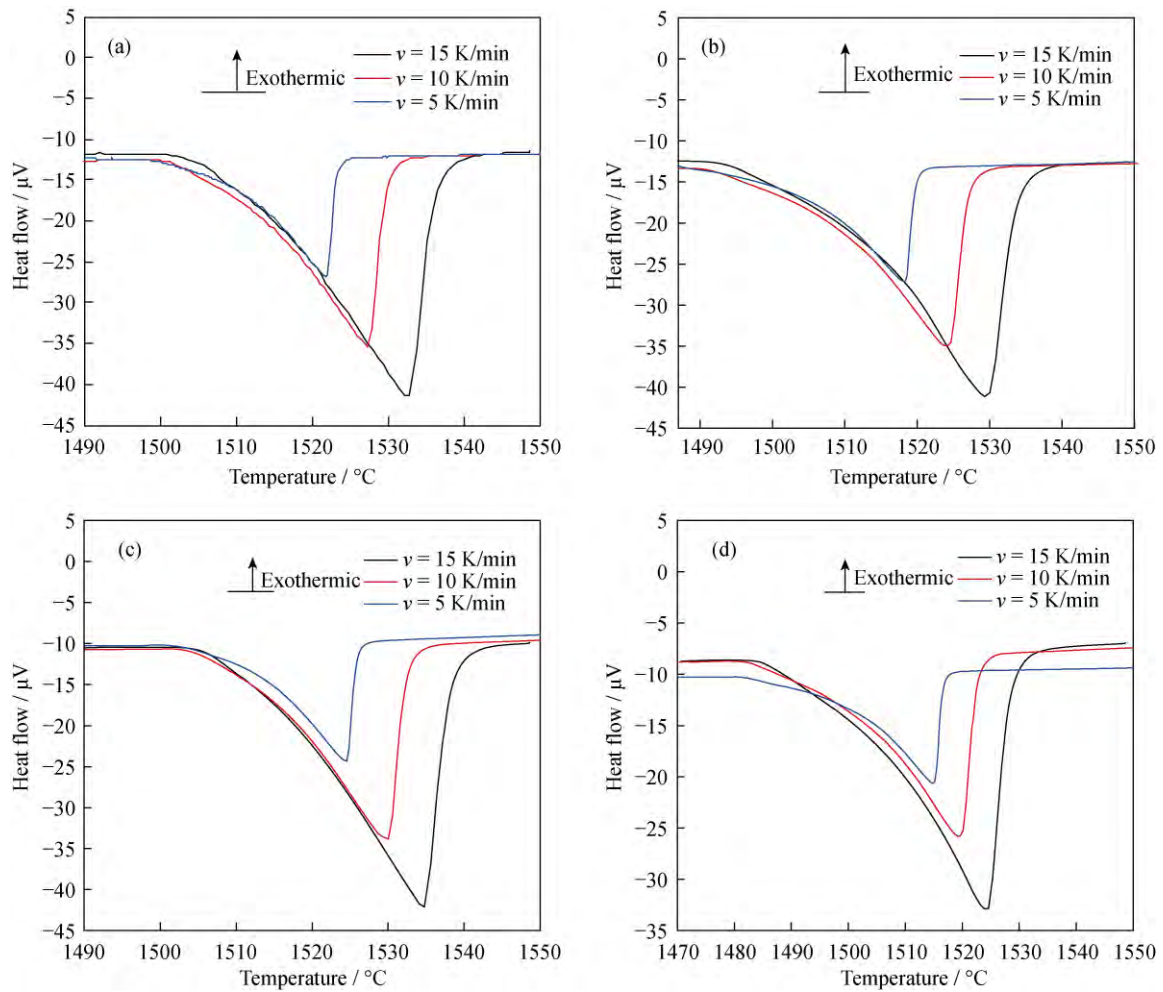 (a)
Exothermic
v = 15 K/min
v = 10 K/min
v = 5 K/min
5
0
−5
−10
−15
−20
−25
−30
−35
−40
−45
Heat flow / µV
1490 1500 1510 1520 1530 1540 1550
Temperature / °C
(b)
Exothermic
v = 15 K/min
v = 10 K/min
v = 5 K/min
5
0
−5
−10
−15
−20
−25
−30
−35
−40
−45
Heat flow / µV
1490 1500 1510 1520 1530 1540 1550
Temperature / °C
(c)
Exothermic
v = 15 K/min
v = 10 K/min
v = 5 K/min
5
0
−5
−10
−15
−20
−25
−30
−35
−40
−45
Heat flow / µV
1490 1500 1510 1520 1530 1540 1550
Temperature / °C
(d)
Exothermic
v = 15 K/min
v = 10 K/min
v = 5 K/min
5
0
−5
−10
−15
−20
−25
−30
−35
Heat flow / µV
1470 1480 1490 1500 1510 1520 1530 1540 1550
Temperature / °C